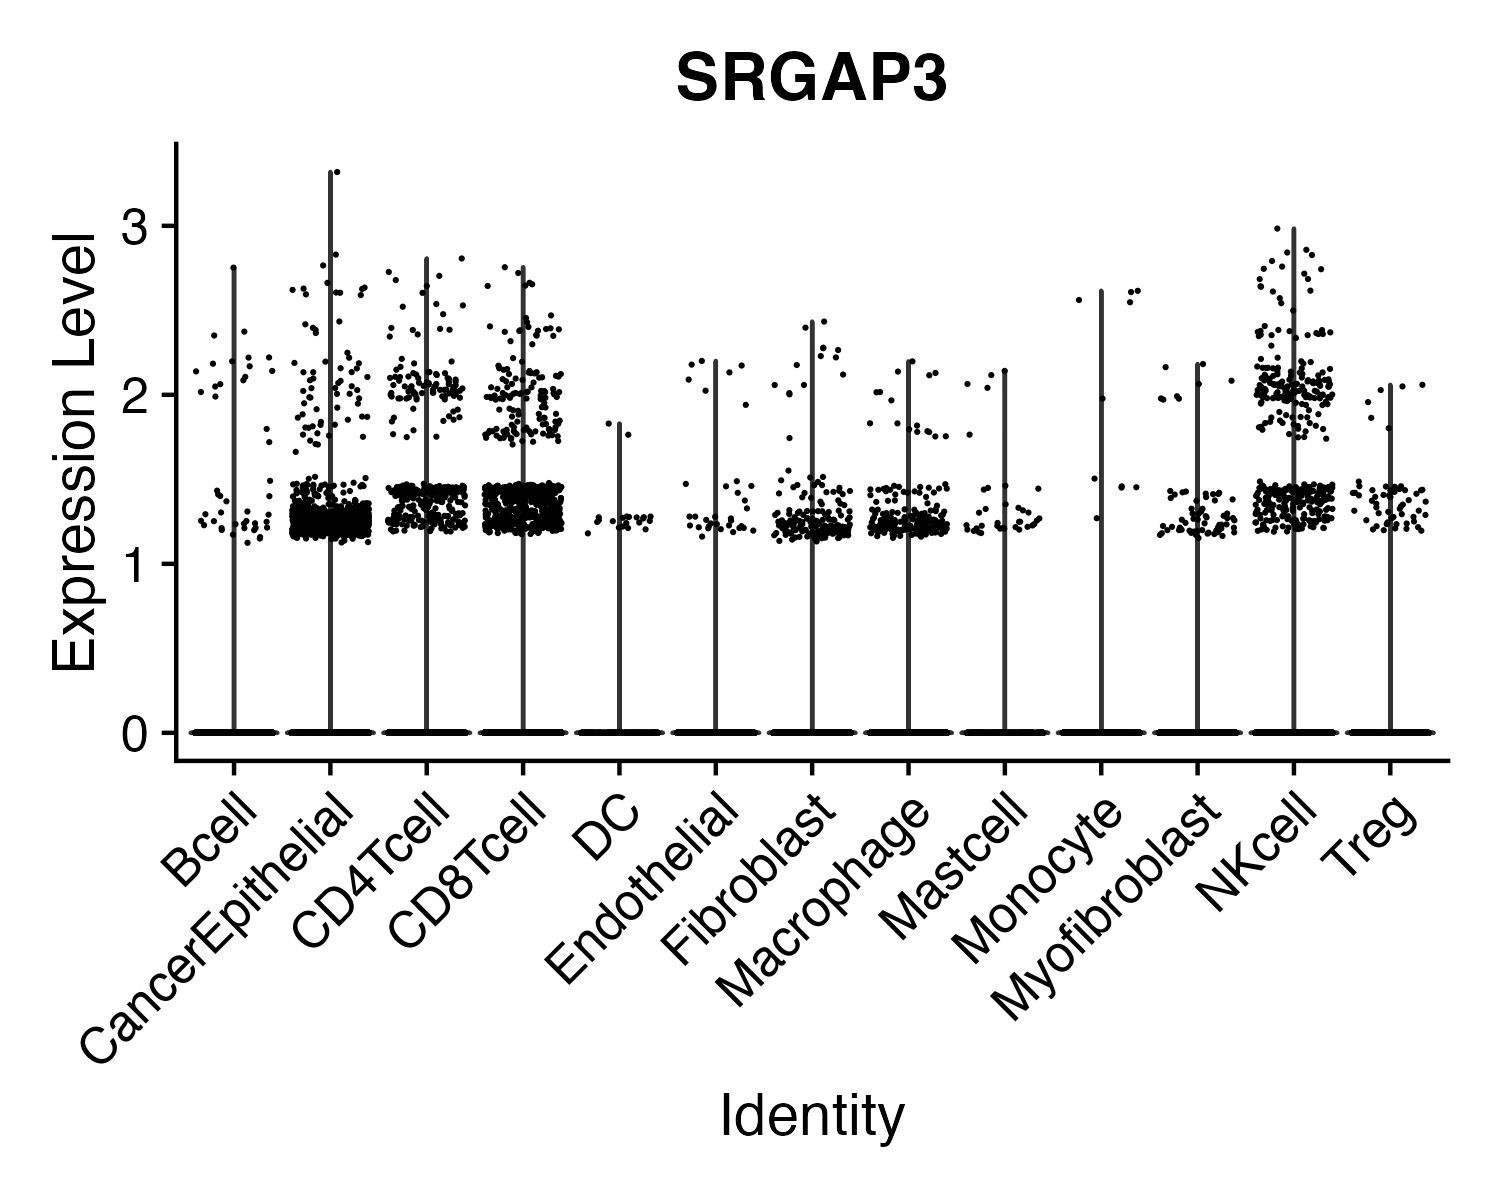 SRGAP3
Expression Level
3
2
1
0
Bcell
CancerEpithelial
CD4Tcell
CD8Tcell
DC
Endothelial
Fibroblast
Macrophage
Mastcell
Monocyte
Myofibroblast
NKcell
Treg
Identity